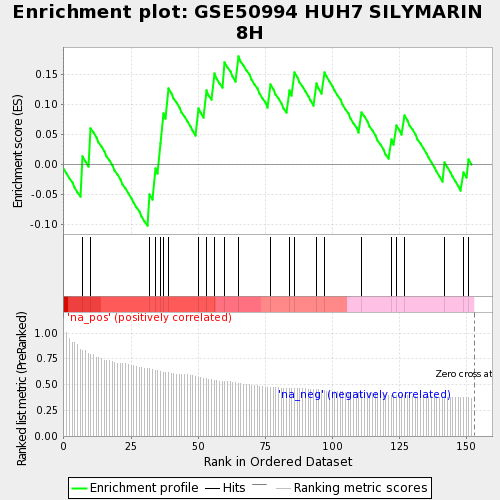 Enrichment plot: GSE50994 HUH7 SILYMARIN
8H
Enrichment score (ES)
0.15
0.10
0.05
0.00
-0.05
-0.10
'na_pos' (positively correlated)
Ranked list metric (PreRanked)
1.00
0.75
0.50
0.25
0.00
Zero cross at
'na_neg' (negatively correlated)
0
25
50
75
100
125
150
Rank in Ordered Dataset
Enrichment profile
Hits
Ranking metric scores